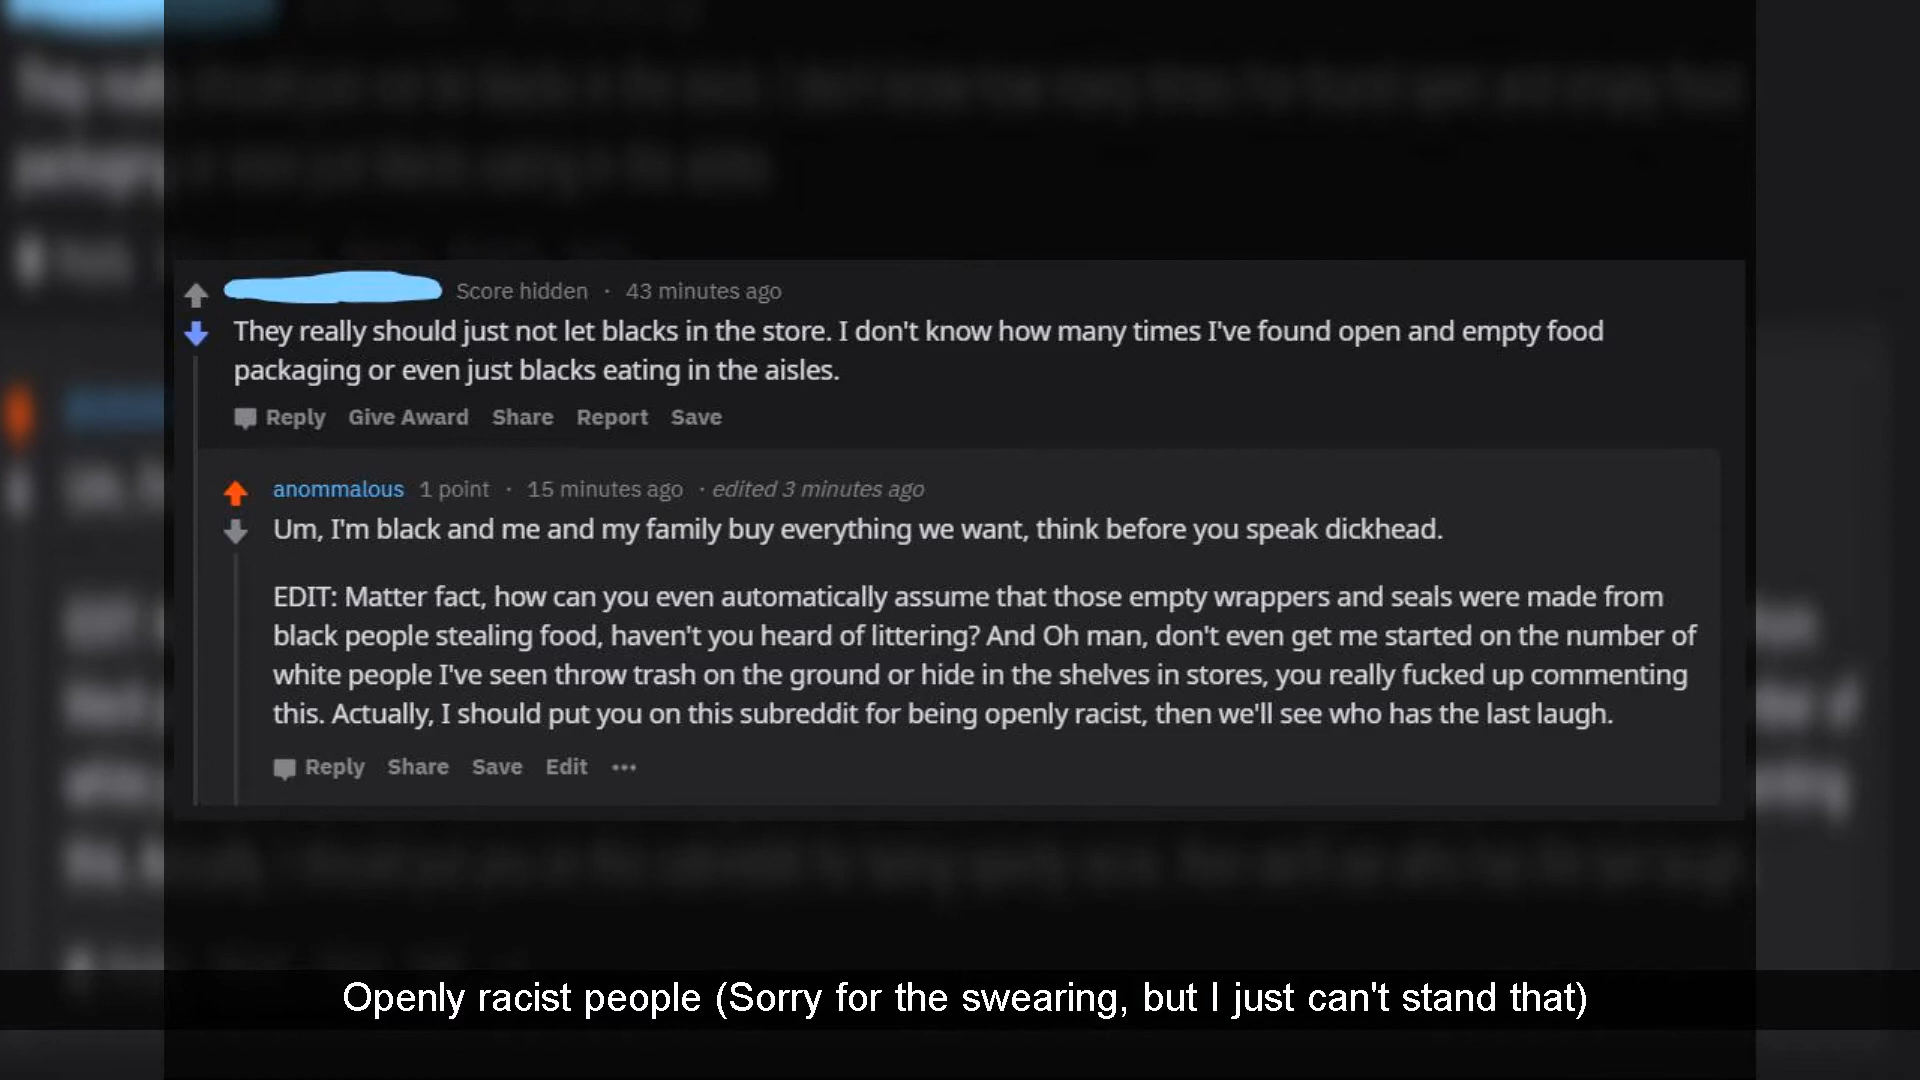 Score hidden · 43 minutes ago
They really should just not let blacks in the store. I don't know how many times I've found open and empty food
packaging or even just blacks eating in the aisles.
Reply Give Award Share Report Save
anommalous 1 point · 15 minutes ago · edited 3 minutes ago
Um, I'm black and me and my family buy everything we want, think before you speak dickhead.
EDIT: Matter fact, how can you even automatically assume that those empty wrappers and seals were made from
black people stealing food, haven't you heard of littering? And Oh man, don't even get me started on the number of
white people I've seen throw trash on the ground or hide in the shelves in stores, you really fucked up commenting
this. Actually, I should put you on this subreddit for being openly racist, then we'll see who has the last laugh.
Reply Share Save Edit ...
Openly racist people (Sorry for the swearing, but I just can't stand that)